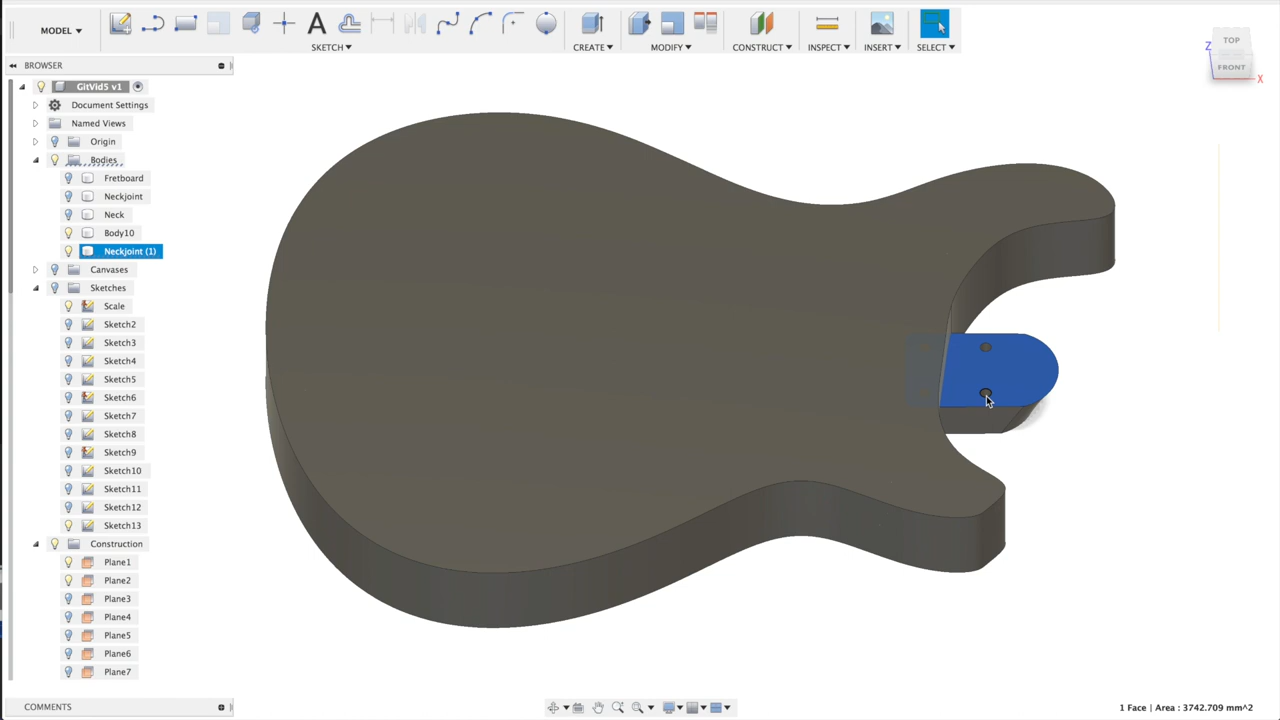 MODEL
SKETCH
CREATE
MODIFY
CONSTRUCT
INSPECT
INSERT
SELECT
TOP
FRONT
Z
X
BROWSER
GitVid5 v1
Document Settings
Named Views
Origin
Bodies
Fretboard
Neckjoint
Neck
Body10
Neckjoint (1)
Canvases
Sketches
Scale
Sketch2
Sketch3
Sketch4
Sketch5
Sketch6
Sketch7
Sketch8
Sketch9
Sketch10
Sketch11
Sketch12
Sketch13
Construction
Plane1
Plane2
Plane3
Plane4
Plane5
Plane6
Plane7
COMMENTS
1 Face | Area : 3742.709 mm^2